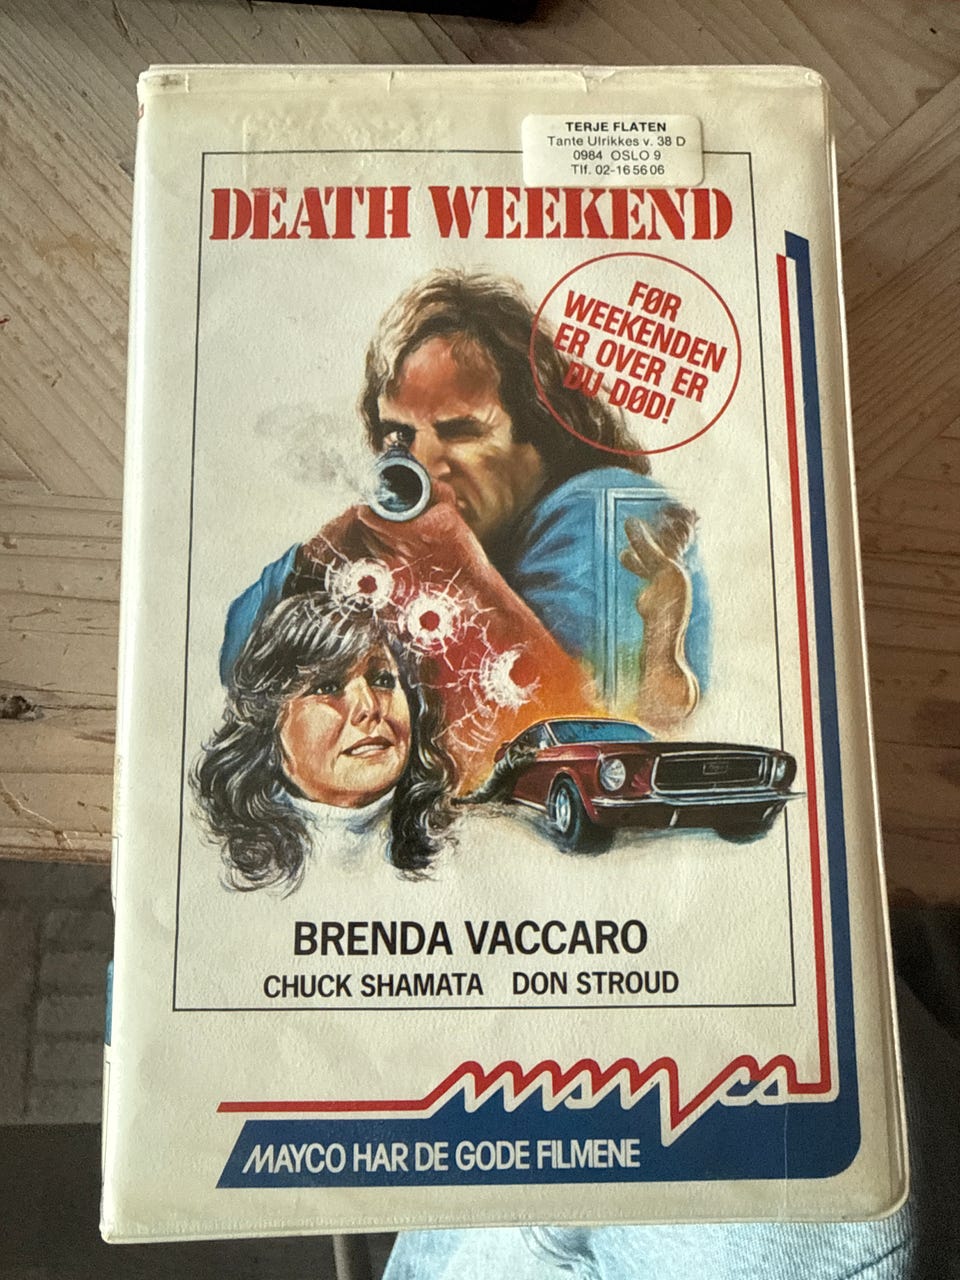 TERJE FLATEN
Tante Ulrikkes v. 38 D
0984 OSLO 9
Tlf. 02-16 56 06
DEATH WEEKEND
FØR
WEEKENDEN
ER OVER ER
DU DØD!
BRENDA VACCARO
CHUCK SHAMATA DON STROUD
mayco
MAYCO HAR DE GODE FILMENE